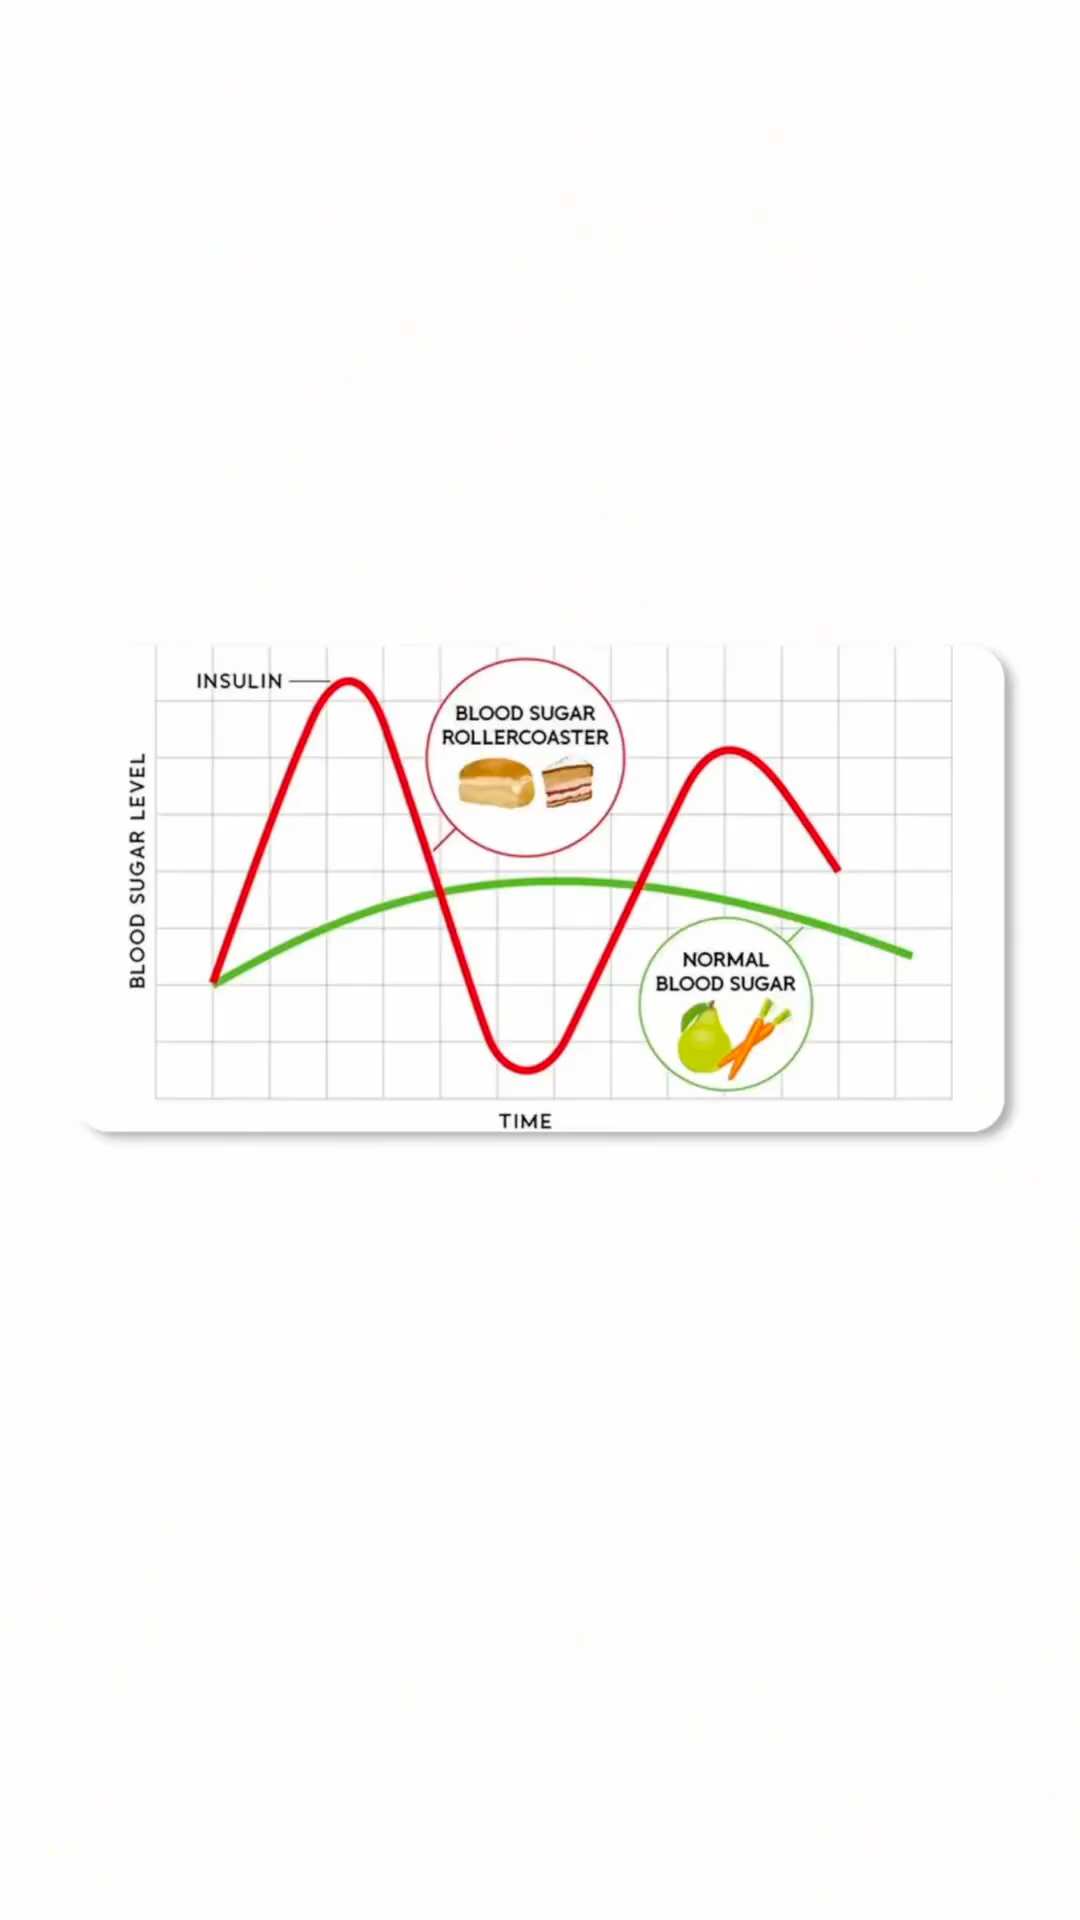 INSULIN
BLOOD SUGAR
ROLLERCOASTER
BLOOD SUGAR LEVEL
NORMAL
BLOOD SUGAR
TIME